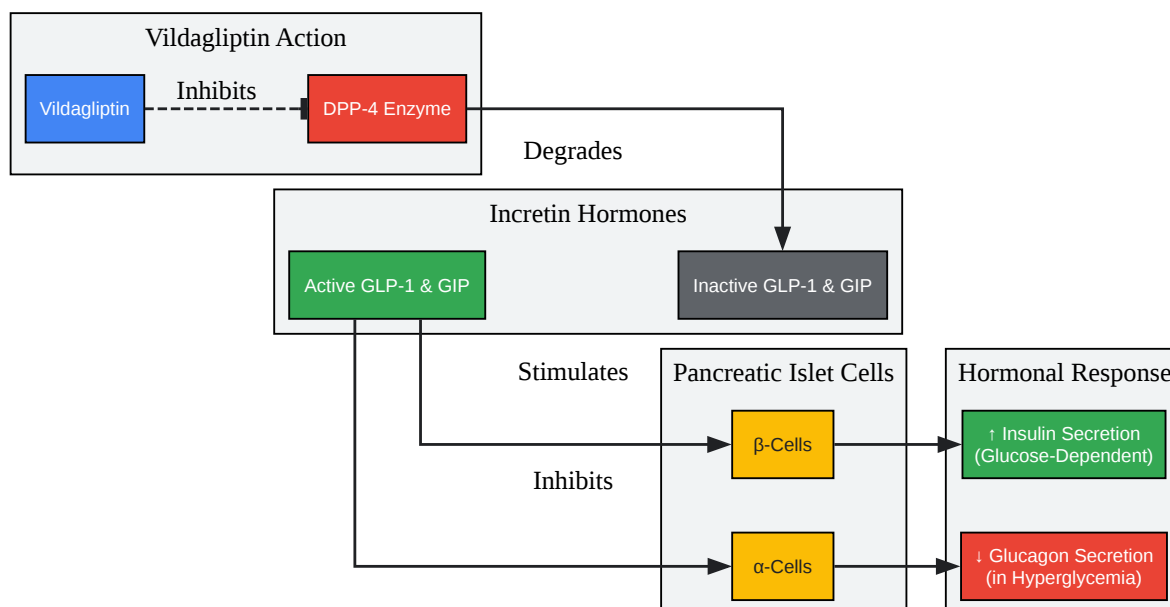 Vildagliptin Action
Vildagliptin
Inhibits
DPP-4 Enzyme
Degrades
Incretin Hormones
Active GLP-1 & GIP
Inactive GLP-1 & GIP
Stimulates
Pancreatic Islet Cells
Hormonal Response
β-Cells
↑ Insulin Secretion
(Glucose-Dependent)
Inhibits
α-Cells
↓ Glucagon Secretion
(in Hyperglycemia)